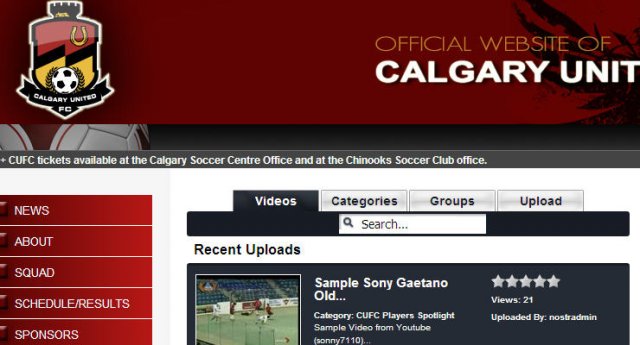 OFFICIAL WEBSITE OF
CALGARY UNIT
CALGARY UNITED
FC
+ CUFC tickets available at the Calgary Soccer Centre Office and at the Chinooks Soccer Club office.
NEWS
ABOUT
SQUAD
SCHEDULE/RESULTS
SPONSORS
Videos Categories Groups Upload
Search...
Recent Uploads
Sample Sony Gaetano
Old...
Category: CUFC Players Spotlight
Sample Video from Youtube
(sonny7110)...
Views: 21
Uploaded By: nostradmin